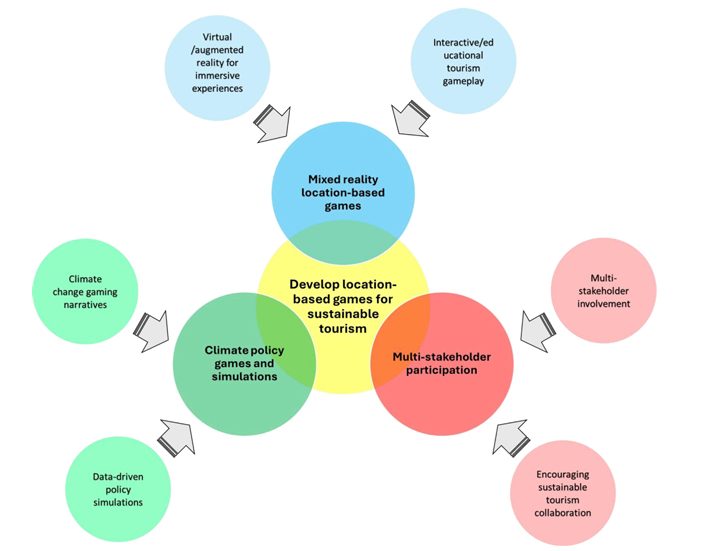 Virtual
/augmented
reality for
immersive
experiences
Interactive/ed
ucational
tourism
gameplay
Mixed reality
location-based
games
Develop location-
based games for
sustainable
tourism
Climate
change gaming
narratives
Multi-
stakeholder
involvement
Climate policy
games and
simulations
Multi-stakeholder
participation
Data-driven
policy
simulations
Encouraging
sustainable
tourism
collaboration